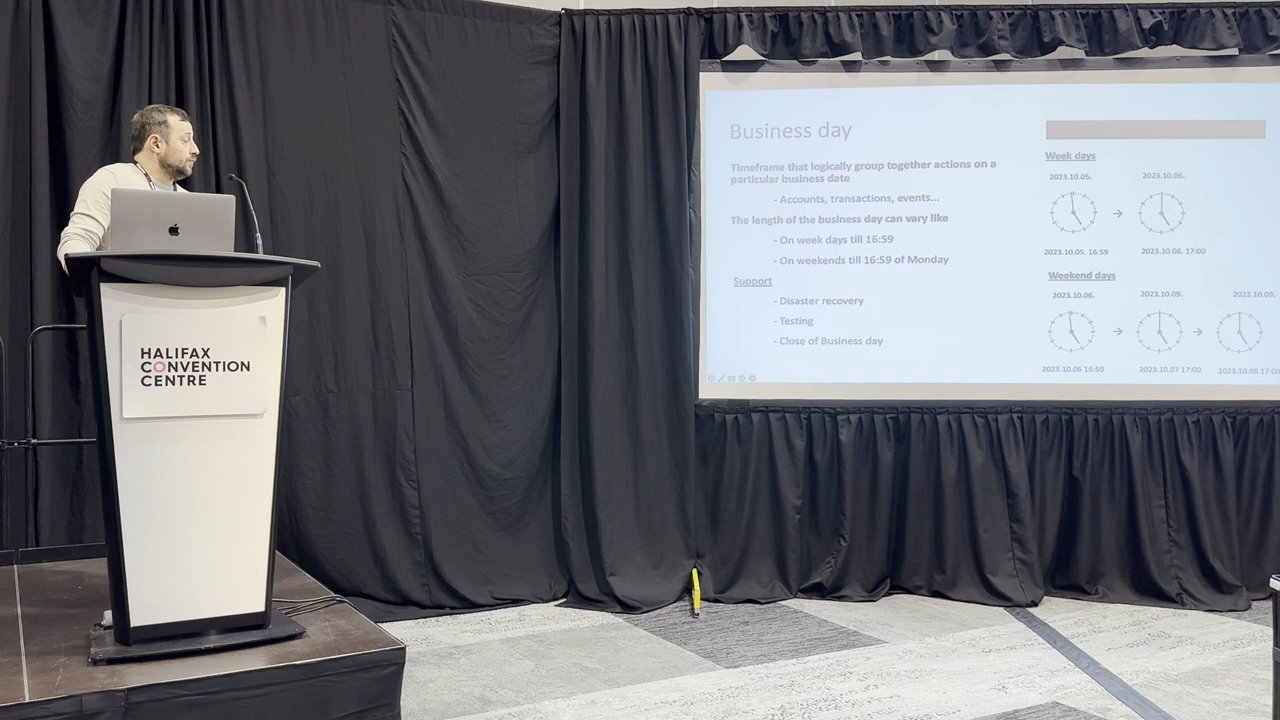 HALIFAX
CONVENTION
CENTRE
Business day
Timeframe that logically group together actions on a
particular business date
- Accounts, transactions, events...
The length of the business day can vary like
- On week days till 16:59
- On weekends till 16:59 of Monday
Support
- Disaster recovery
- Testing
- Close of Business day
Week days
2023.10.05. 2023.10.06.
2023.10.05. 16:59 2023.10.06. 17:00
Weekend days
2023.10.06. 2023.10.09. 2023.10.09.
2023.10.06 16:59 2023.10.07 17:00 2023.10.08 17:00